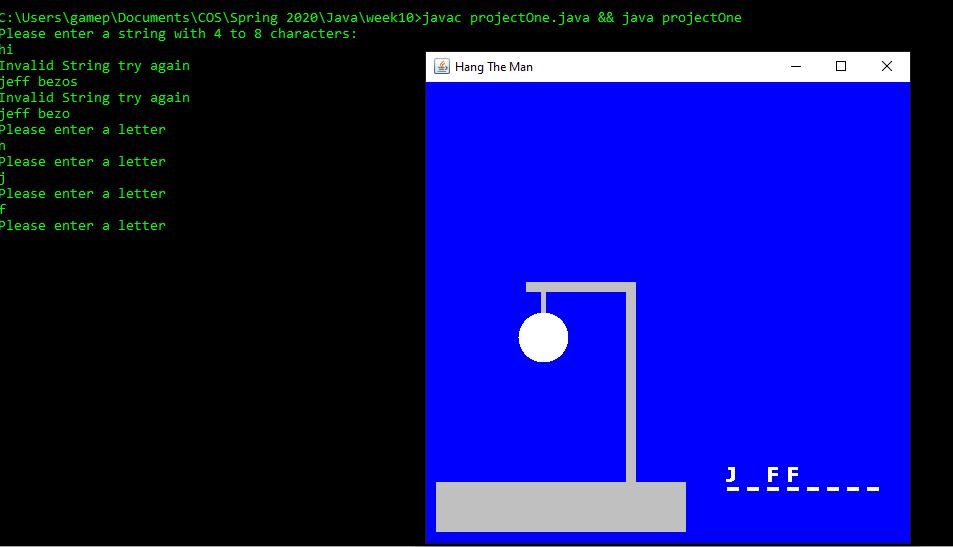 C:\Users\gamep\Documents\COS\Spring 2020\Java\week10>javac projectOne.java && java projectOne
Please enter a string with 4 to 8 characters:
hi
Invalid String try again
jeff bezos
Invalid String try again
jeff bezo
Please enter a letter
n
Please enter a letter
j
Please enter a letter
f
Please enter a letter
Hang The Man
J _ F F _ _ _ _